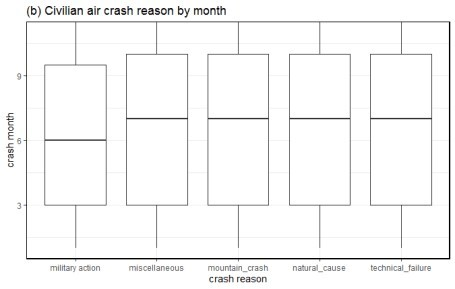 (b) Civilian air crash reason by month
crash month
9
6
3
military action miscellaneous mountain_crash natural_cause technical_failure
crash reason